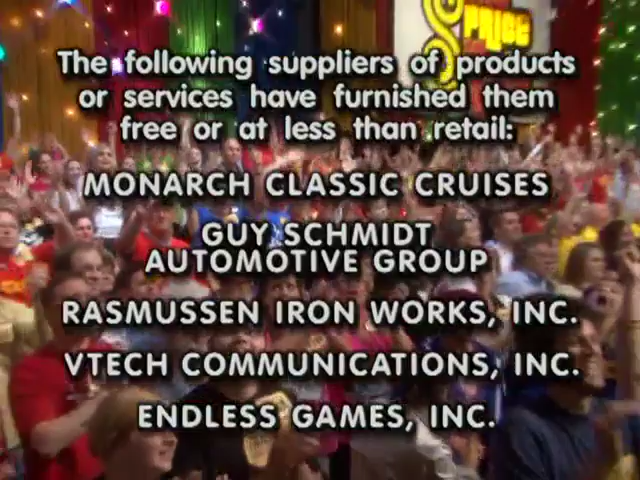 PRICE
The following suppliers of products
or services have furnished them
free or at less than retail:
MONARCH CLASSIC CRUISES
GUY SCHMIDT
AUTOMOTIVE GROUP
RASMUSSEN IRON WORKS, INC.
VTECH COMMUNICATIONS, INC.
ENDLESS GAMES, INC.